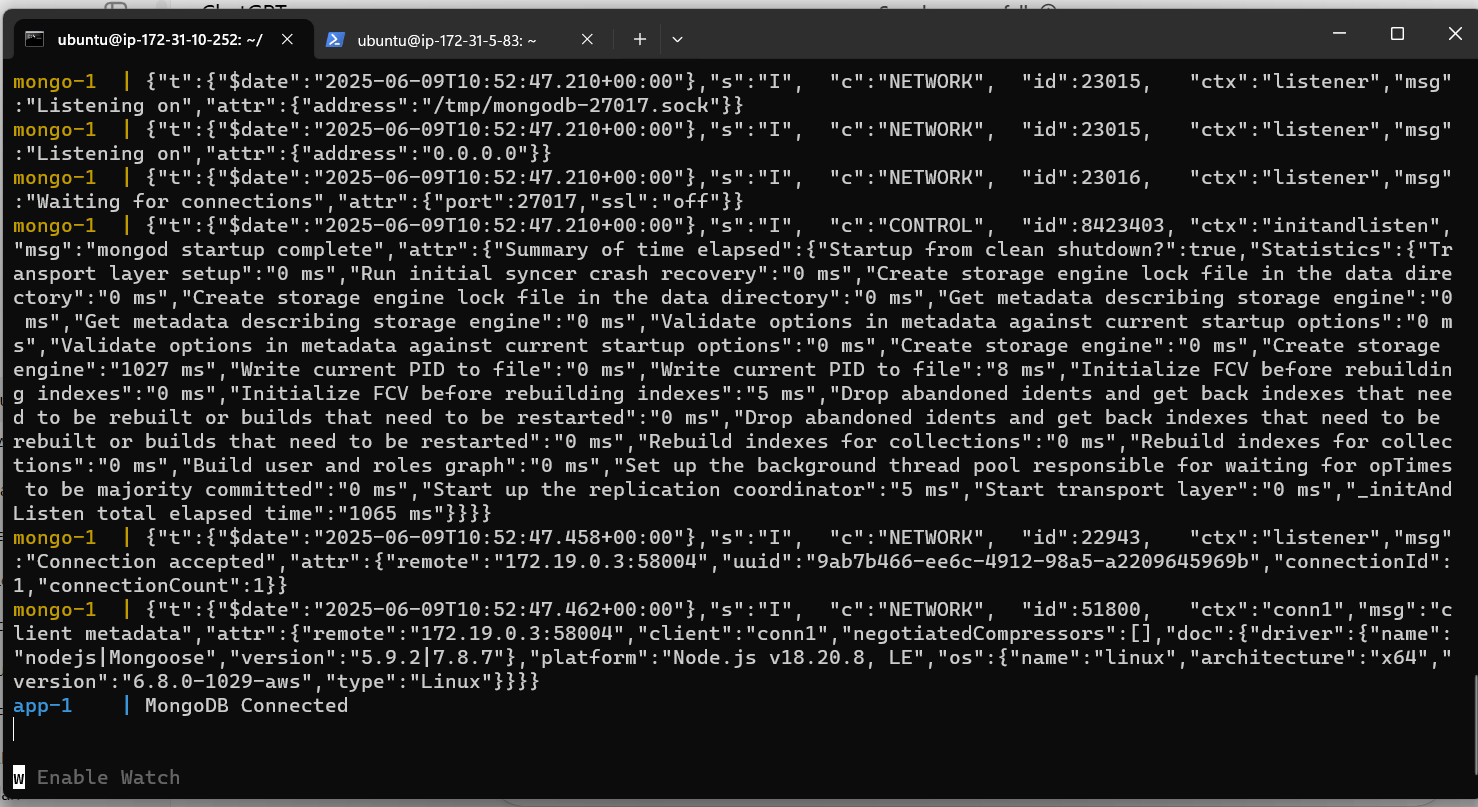 ubuntu@ip-172-31-10-252: ~/
ubuntu@ip-172-31-5-83: ~
mongo-1  | {"t":{"$date":"2025-06-09T10:52:47.210+00:00"},"s":"I",  "c":"NETWORK",  "id":23015,   "ctx":"listener","msg"
:"Listening on","attr":{"address":"/tmp/mongodb-27017.sock"}}
mongo-1  | {"t":{"$date":"2025-06-09T10:52:47.210+00:00"},"s":"I",  "c":"NETWORK",  "id":23015,   "ctx":"listener","msg"
:"Listening on","attr":{"address":"0.0.0.0"}}
mongo-1  | {"t":{"$date":"2025-06-09T10:52:47.210+00:00"},"s":"I",  "c":"NETWORK",  "id":23016,   "ctx":"listener","msg"
:"Waiting for connections","attr":{"port":27017,"ssl":"off"}}
mongo-1  | {"t":{"$date":"2025-06-09T10:52:47.210+00:00"},"s":"I",  "c":"CONTROL",  "id":8423403, "ctx":"initandlisten",
"msg":"mongod startup complete","attr":{"Summary of time elapsed":{"Startup from clean shutdown?":true,"Statistics":{"Tr
ansport layer setup":"0 ms","Run initial syncer crash recovery":"0 ms","Create storage engine lock file in the data dire
ctory":"0 ms","Create storage engine lock file in the data directory":"0 ms","Get metadata describing storage engine":"0
 ms","Get metadata describing storage engine":"0 ms","Validate options in metadata against current startup options":"0 m
s","Validate options in metadata against current startup options":"0 ms","Create storage engine":"0 ms","Create storage
engine":"1027 ms","Write current PID to file":"0 ms","Write current PID to file":"8 ms","Initialize FCV before rebuildin
g indexes":"0 ms","Initialize FCV before rebuilding indexes":"5 ms","Drop abandoned idents and get back indexes that nee
d to be rebuilt or builds that need to be restarted":"0 ms","Drop abandoned idents and get back indexes that need to be
rebuilt or builds that need to be restarted":"0 ms","Rebuild indexes for collections":"0 ms","Rebuild indexes for collec
tions":"0 ms","Build user and roles graph":"0 ms","Set up the background thread pool responsible for waiting for opTimes
 to be majority committed":"0 ms","Start up the replication coordinator":"5 ms","Start transport layer":"0 ms","_initAnd
Listen total elapsed time":"1065 ms"}}}}
mongo-1  | {"t":{"$date":"2025-06-09T10:52:47.458+00:00"},"s":"I",  "c":"NETWORK",  "id":22943,   "ctx":"listener","msg"
:"Connection accepted","attr":{"remote":"172.19.0.3:58004","uuid":"9ab7b466-ee6c-4912-98a5-a2209645969b","connectionId":
1,"connectionCount":1}}
mongo-1  | {"t":{"$date":"2025-06-09T10:52:47.462+00:00"},"s":"I",  "c":"NETWORK",  "id":51800,   "ctx":"conn1","msg":"c
lient metadata","attr":{"remote":"172.19.0.3:58004","client":"conn1","negotiatedCompressors":[],"doc":{"driver":{"name":
"nodejs|Mongoose","version":"5.9.2|7.8.7"},"platform":"Node.js v18.20.8, LE","os":{"name":"linux","architecture":"x64","
version":"6.8.0-1029-aws","type":"Linux"}}}}
app-1    | MongoDB Connected
w Enable Watch